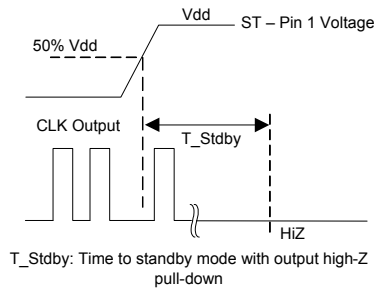 Vdd
ST – Pin 1 Voltage
50% Vdd
CLK Output
T_Stdby
HiZ
T_Stdby: Time to standby mode with output high-Z
pull-down